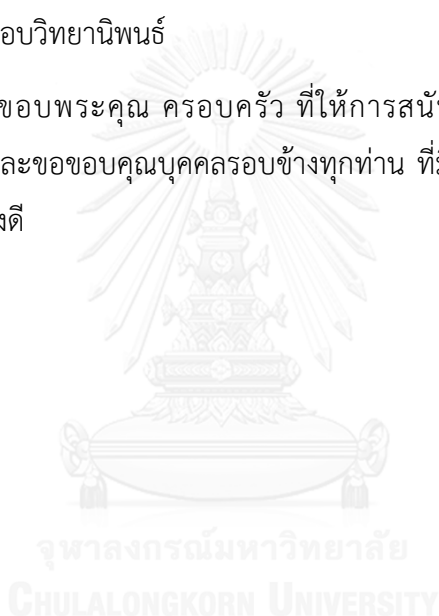 อบวิทยานิพนธ์
ขอบพระคุณ ครอบครัว ที่ให้การสนั
ละขอขอบคุณบุคคลรอบข้างทุกท่าน ที่
งดี
จุฬาลงกรณ์มหาวิทยาลัย
CHULALONGKORN UNIVERSITY